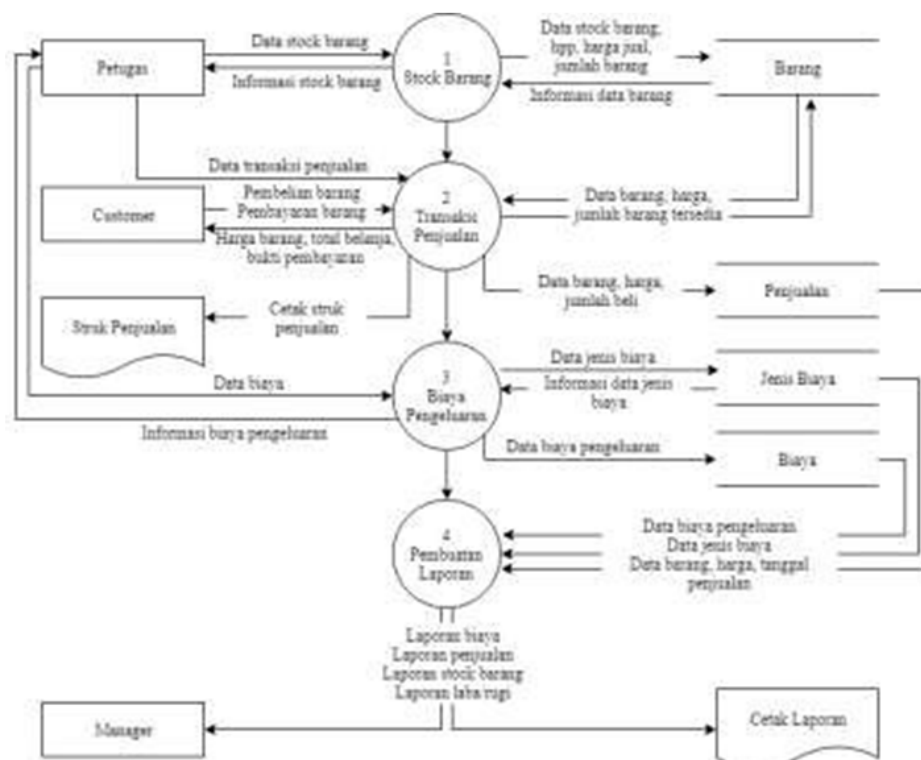 Petugas
Data stock barang
Informasi stock barang
1
Stock Barang
Data stock barang,
hpp, harga jual,
jumlah barang
Informasi data barang
Barang
Data transaksi penjualan
Customer
Pembelian barang
Pembayaran barang
Harga barang, total belanja,
bukti pembayaran
2
Transaksi
Penjualan
Data barang, harga,
jumlah barang tersedia
Struk Penjualan
Cetak struk
penjualan
Data barang, harga,
jumlah beli
Penjualan
Data biaya
Informasi biaya pengeluaran
3
Biaya
Pengeluaran
Data jenis biaya
Informasi data jenis
biaya
Jenis Biaya
Data biaya pengeluaran
Biaya
4
Pembuatan
Laporan
Data biaya pengeluaran
Data jenis biaya
Data barang, harga, tanggal
penjualan
Laporan biaya
Laporan penjualan
Laporan stock barang
Laporan laba rugi
Manager
Cetak Laporan